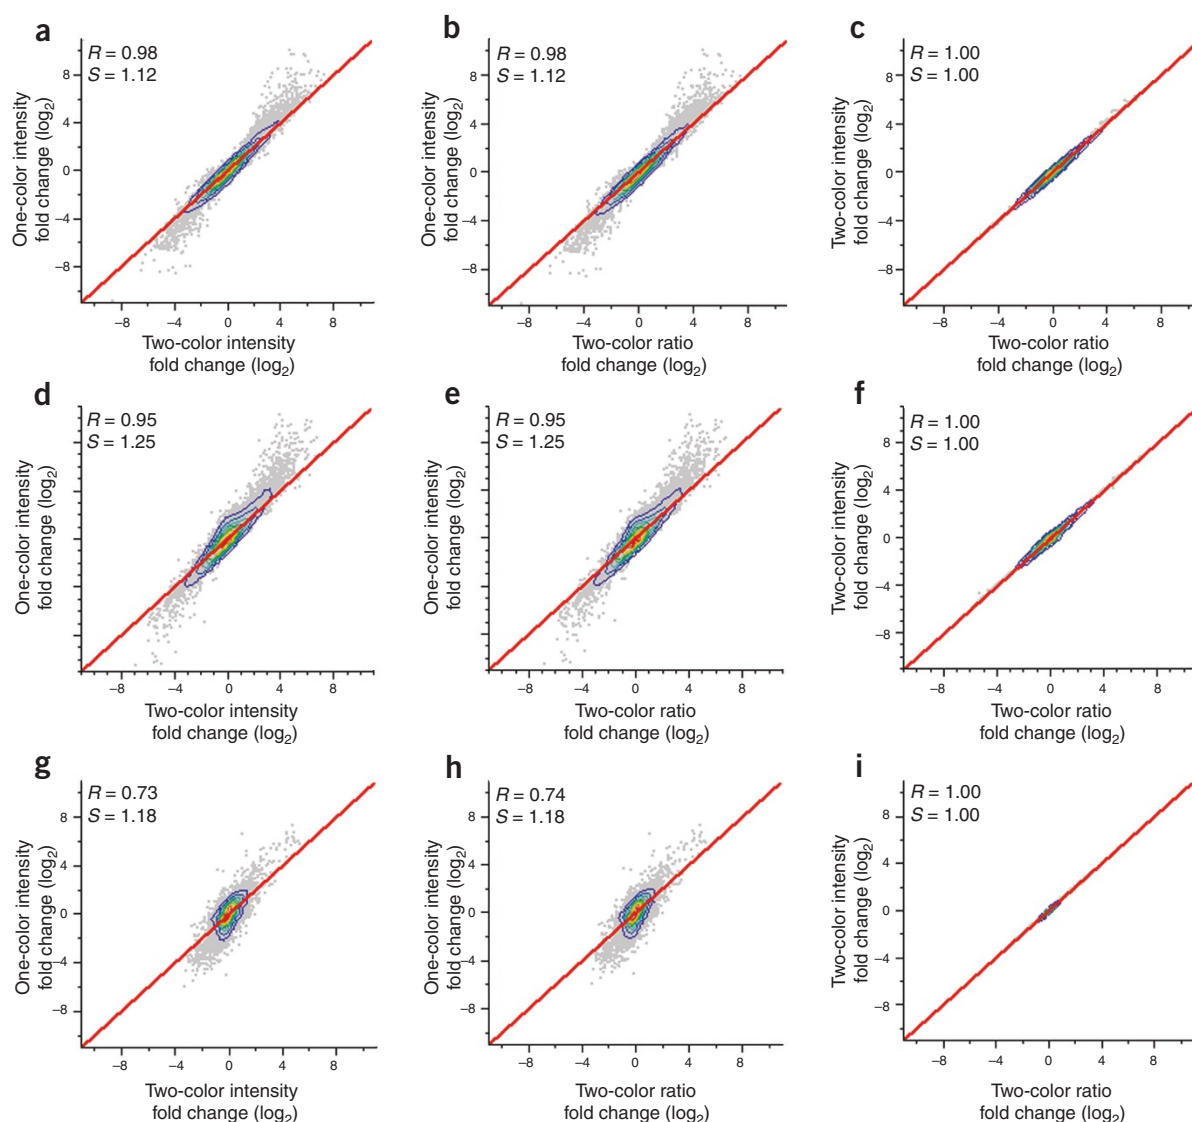 a
R = 0.98
S = 1.12
One-color intensity
fold change (log2)
8
4
0
−4
−8
−8 −4 0 4 8
Two-color intensity
fold change (log2)
b
R = 0.98
S = 1.12
One-color intensity
fold change (log2)
8
4
0
−4
−8
−8 −4 0 4 8
Two-color ratio
fold change (log2)
c
R = 1.00
S = 1.00
Two-color intensity
fold change (log2)
8
4
0
−4
−8
−8 −4 0 4 8
Two-color ratio
fold change (log2)
d
R = 0.95
S = 1.25
One-color intensity
fold change (log2)
−8 −4 0 4 8
Two-color intensity
fold change (log2)
e
R = 0.95
S = 1.25
One-color intensity
fold change (log2)
−8 −4 0 4 8
Two-color ratio
fold change (log2)
f
R = 1.00
S = 1.00
Two-color intensity
fold change (log2)
8
4
0
−4
−8
−8 −4 0 4 8
Two-color ratio
fold change (log2)
g
R = 0.73
S = 1.18
One-color intensity
fold change (log2)
8
4
0
−4
−8
−8 −4 0 4 8
Two-color intensity
fold change (log2)
h
R = 0.74
S = 1.18
One-color intensity
fold change (log2)
8
4
0
−4
−8
−8 −4 0 4 8
Two-color ratio
fold change (log2)
i
R = 1.00
S = 1.00
Two-color intensity
fold change (log2)
8
4
0
−4
−8
−8 −4 0 4 8
Two-color ratio
fold change (log2)